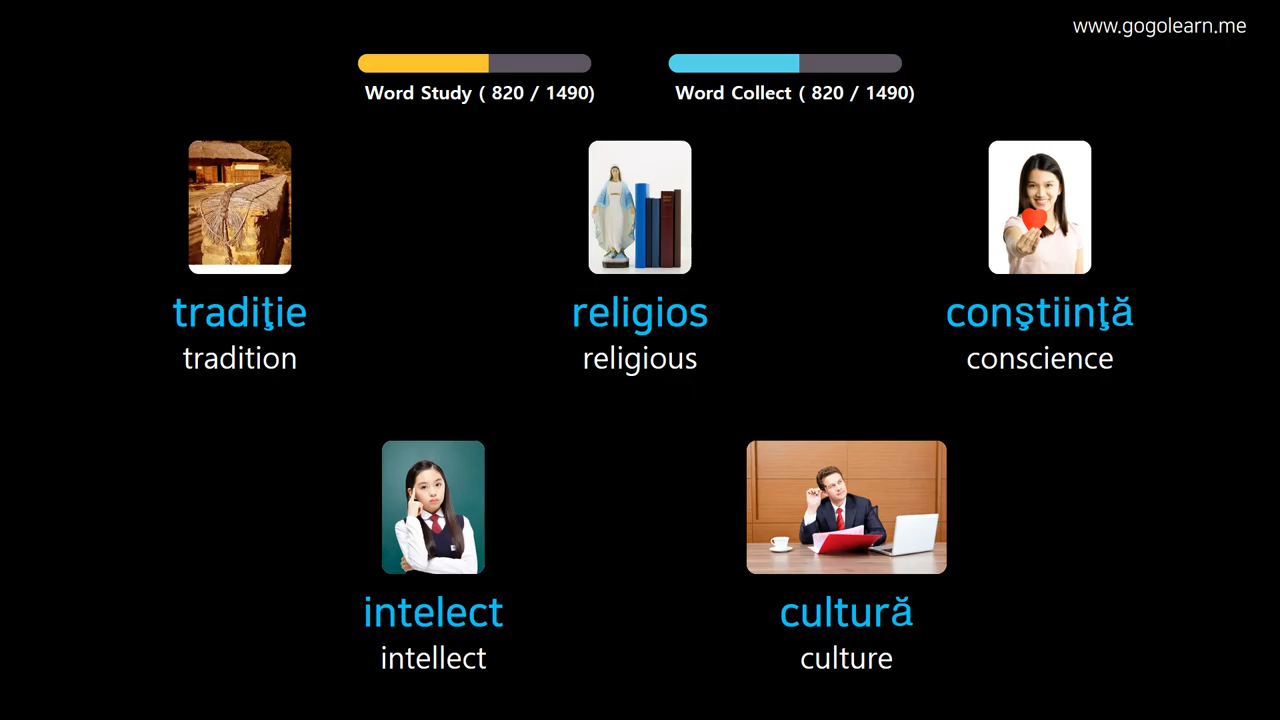 www.gogolearn.me
Word Study ( 820 / 1490)
Word Collect ( 820 / 1490)
tradiţie
tradition
religios
religious
conştiinţă
conscience
intelect
intellect
cultură
culture